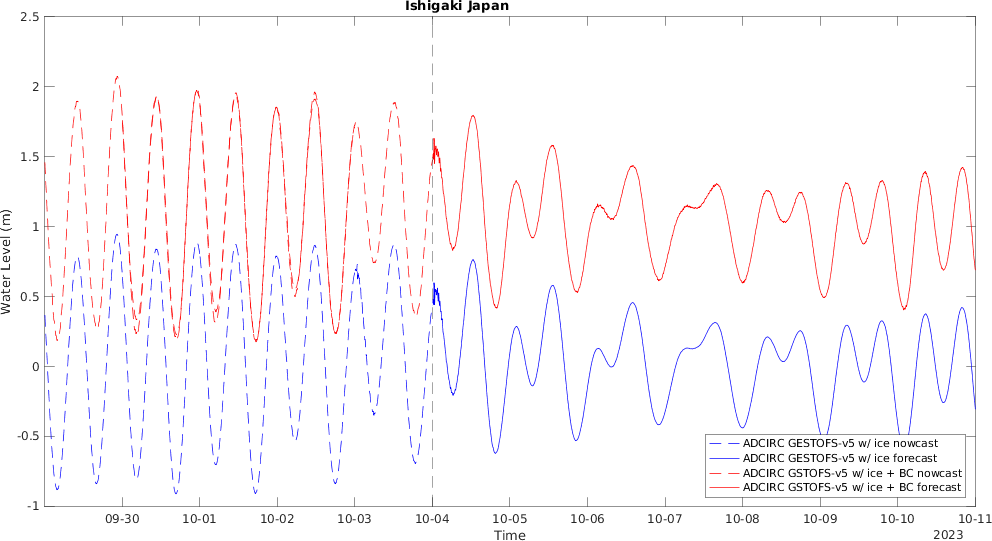 Ishigaki Japan
2.5
2
1.5
1
0.5
0
-0.5
-1
Water Level (m)
ADCIRC GESTOFS-v5 w/ ice nowcast
ADCIRC GESTOFS-v5 w/ ice forecast
ADCIRC GSTOFS-v5 w/ ice + BC nowcast
ADCIRC GSTOFS-v5 w/ ice + BC forecast
09-30 10-01 10-02 10-03 10-04 10-05 10-06 10-07 10-08 10-09 10-10 10-11
Time
2023